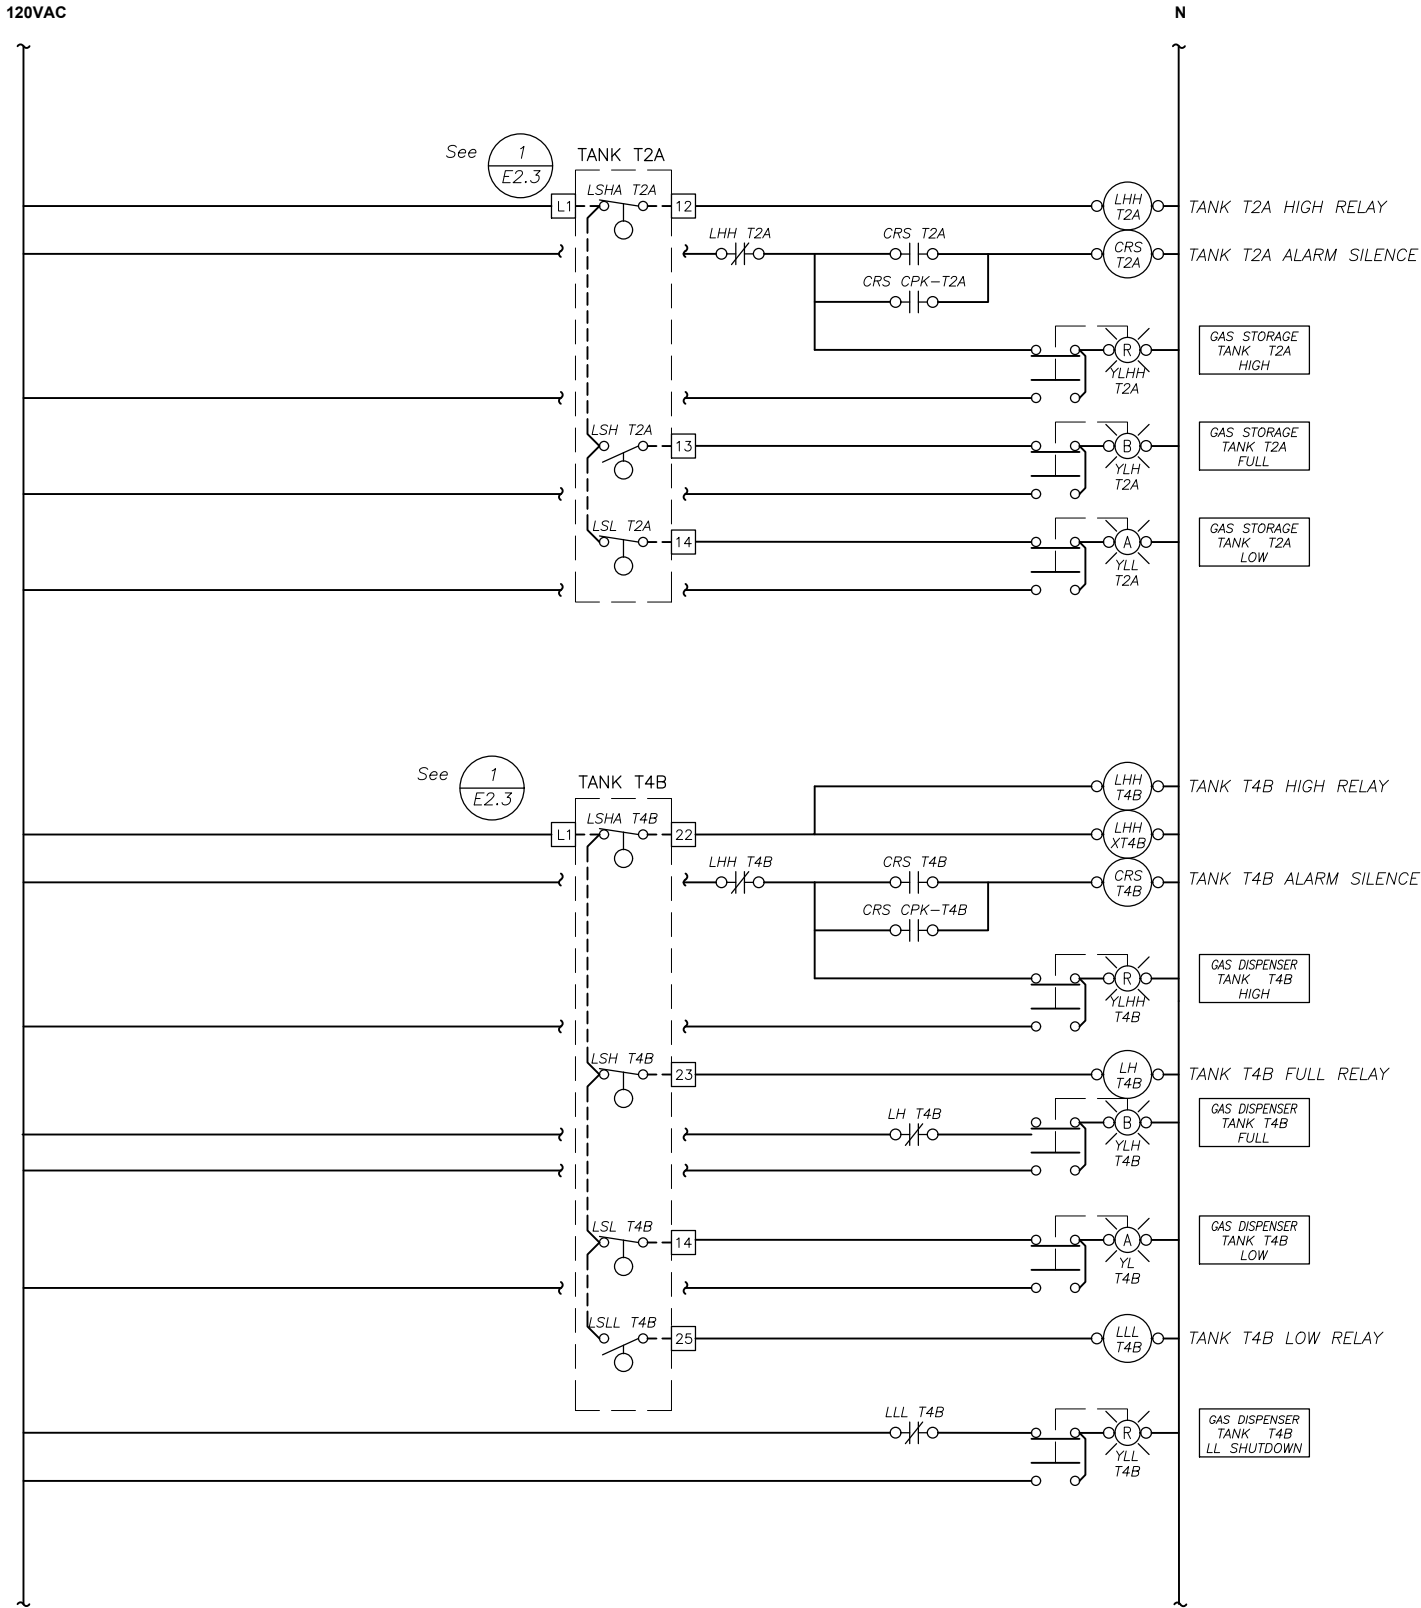 120VAC
N
See 1 TANK T2A
E2.3
LSHA T2A
L1 12 LHH TANK T2A HIGH RELAY
T2A
LHH T2A CRS T2A CRS TANK T2A ALARM SILENCE
T2A
CRS CPK-T2A
GAS STORAGE
R TANK T2A
HIGH
YLHH
T2A
LSH T2A
13 B
GAS STORAGE
TANK T2A
FULL
YLH
T2A
LSL T2A
14 A
GAS STORAGE
TANK T2A
LOW
YLL
T2A
See 1 TANK T4B
E2.3
LHH TANK T4B HIGH RELAY
T4B
LSHA T4B
L1 22 LHH
XT4B
LHH T4B CRS T4B CRS TANK T4B ALARM SILENCE
T4B
CRS CPK-T4B
GAS DISPENSER
R TANK T4B
HIGH
YLHH
T4B
LSH T4B
23 LH TANK T4B FULL RELAY
T4B
LH T4B B
GAS DISPENSER
TANK T4B
FULL
YLH
T4B
LSL T4B
14 A
GAS DISPENSER
TANK T4B
LOW
YL
T4B
LSLL T4B
25 LLL TANK T4B LOW RELAY
T4B
LLL T4B R
GAS DISPENSER
TANK T4B
LL SHUTDOWN
YLL
T4B